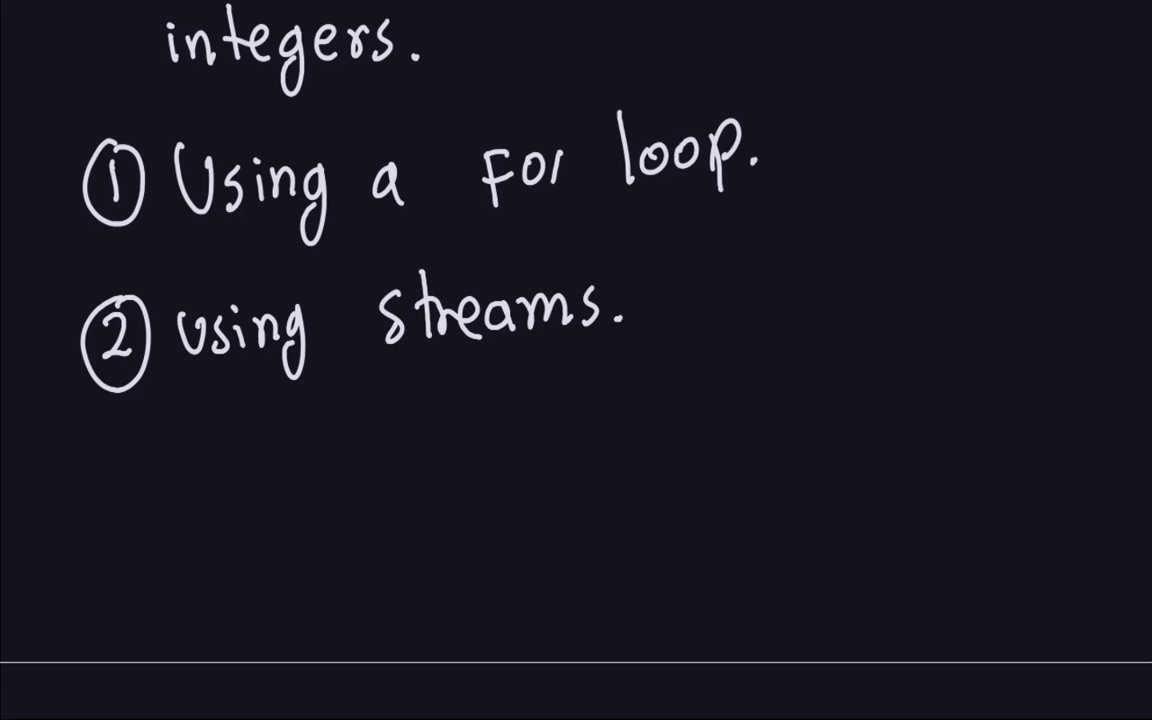 integers.
① Using a For loop.
② using streams.